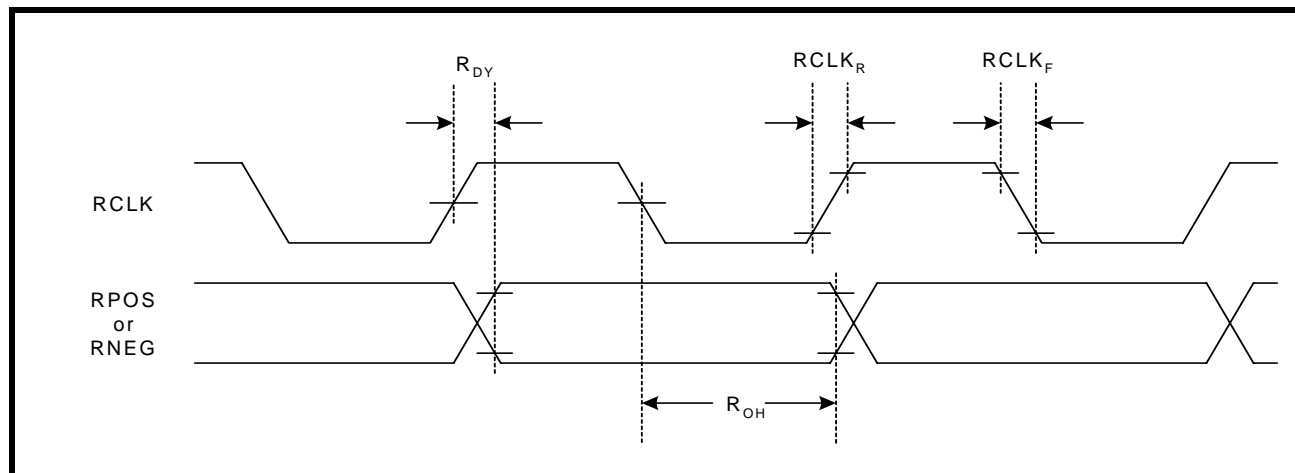 R_DY
RCLK_R
RCLK_F
RCLK
RPOS
or
RNEG
R_OH